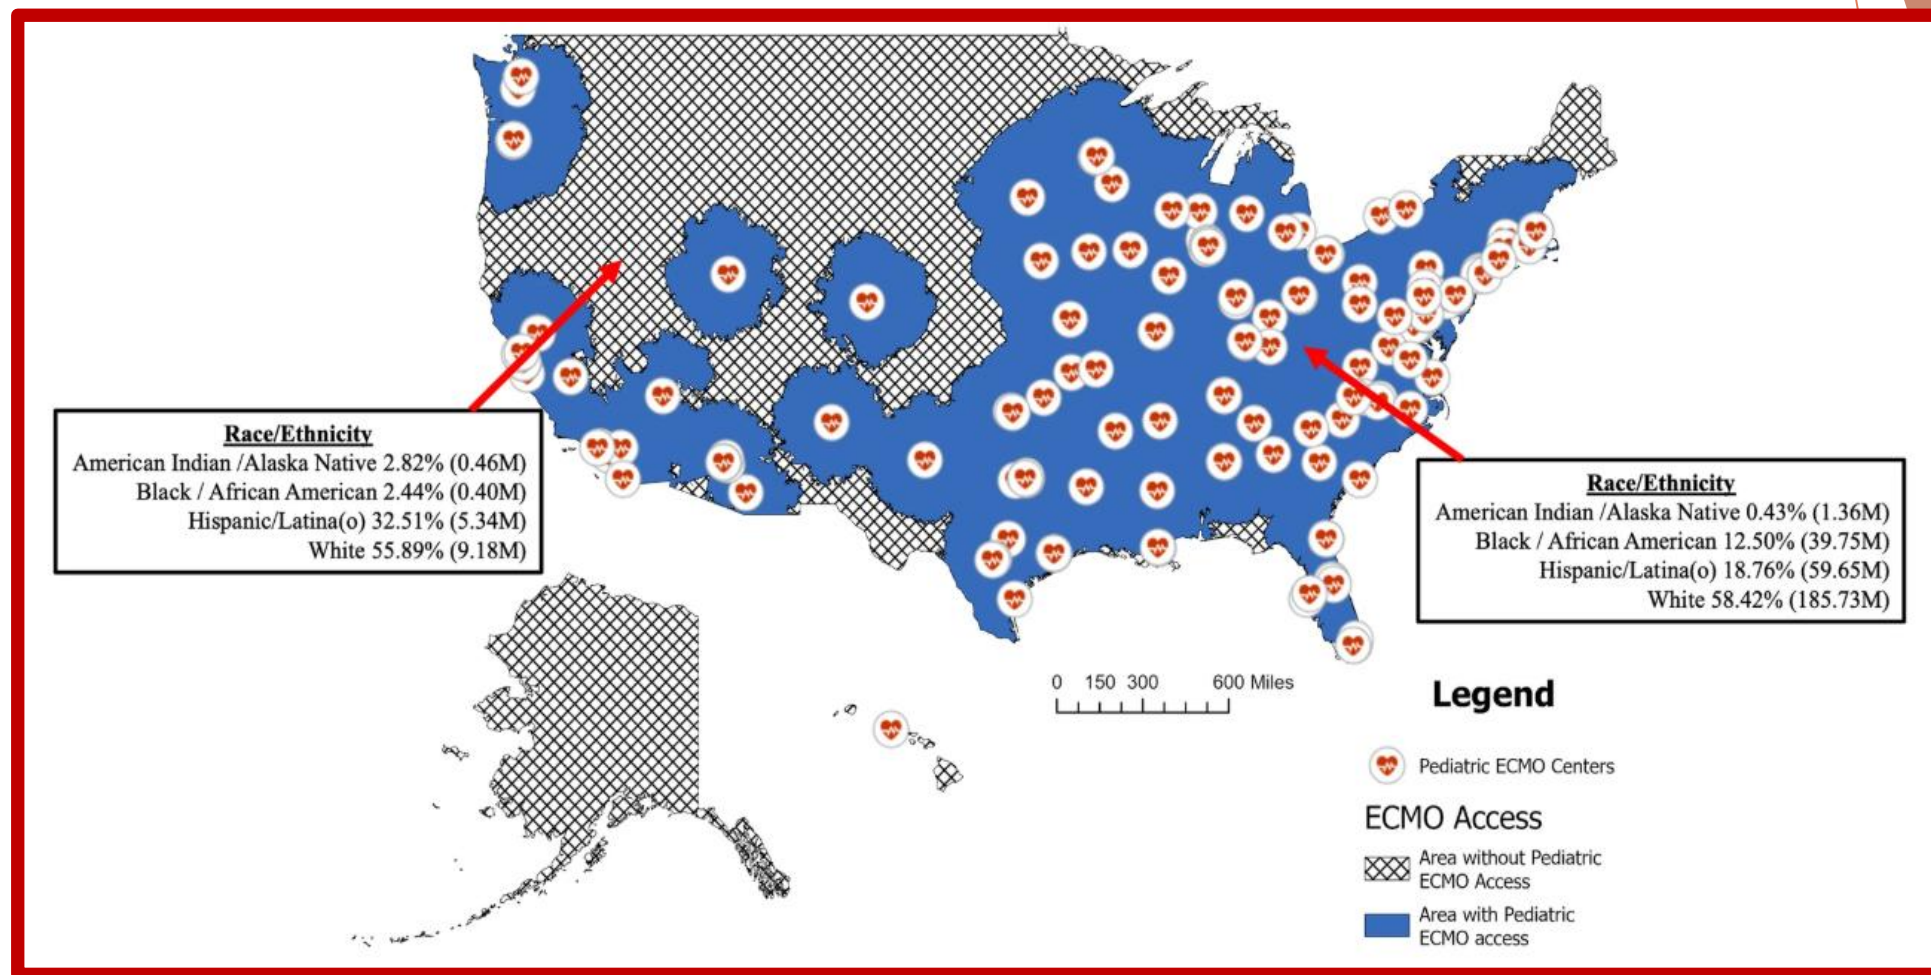 Race/Ethnicity
American Indian /Alaska Native 2.82% (0.46M)
Black / African American 2.44% (0.40M)
Hispanic/Latina(o) 32.51% (5.34M)
White 55.89% (9.18M)
Race/Ethnicity
American Indian /Alaska Native 0.43% (1.36M)
Black / African American 12.50% (39.75M)
Hispanic/Latina(o) 18.76% (59.65M)
White 58.42% (185.73M)
0 150 300 600 Miles
Legend
Pediatric ECMO Centers
ECMO Access
Area without Pediatric
ECMO Access
Area with Pediatric
ECMO access